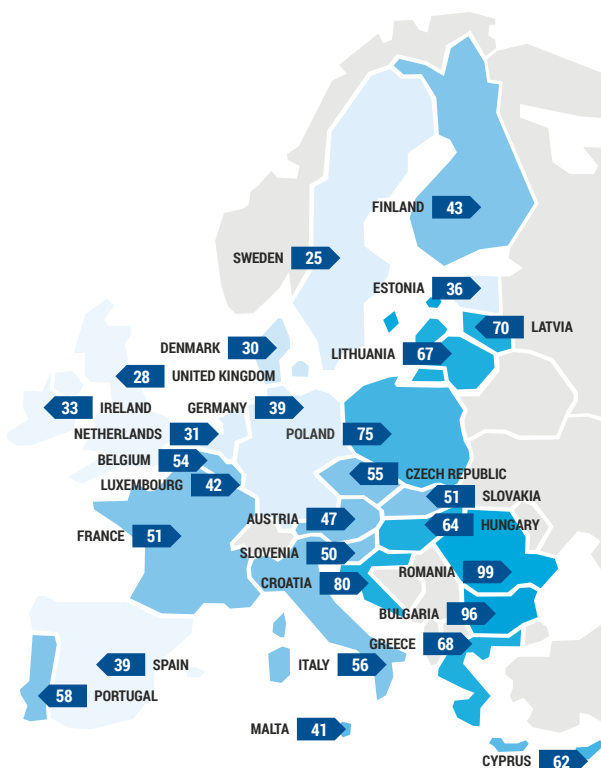 FINLAND 43
SWEDEN 25
ESTONIA 36
70 LATVIA
DENMARK 30
LITHUANIA 67
28 UNITED KINGDOM
33 IRELAND
GERMANY 39
NETHERLANDS 31
POLAND 75
BELGIUM 54
55 CZECH REPUBLIC
LUXEMBOURG 42
51 SLOVAKIA
AUSTRIA 47
64 HUNGARY
FRANCE 51
SLOVENIA 50
ROMANIA 99
CROATIA 80
BULGARIA 96
GREECE 68
39 SPAIN
ITALY 56
58 PORTUGAL
MALTA 41
CYPRUS 62